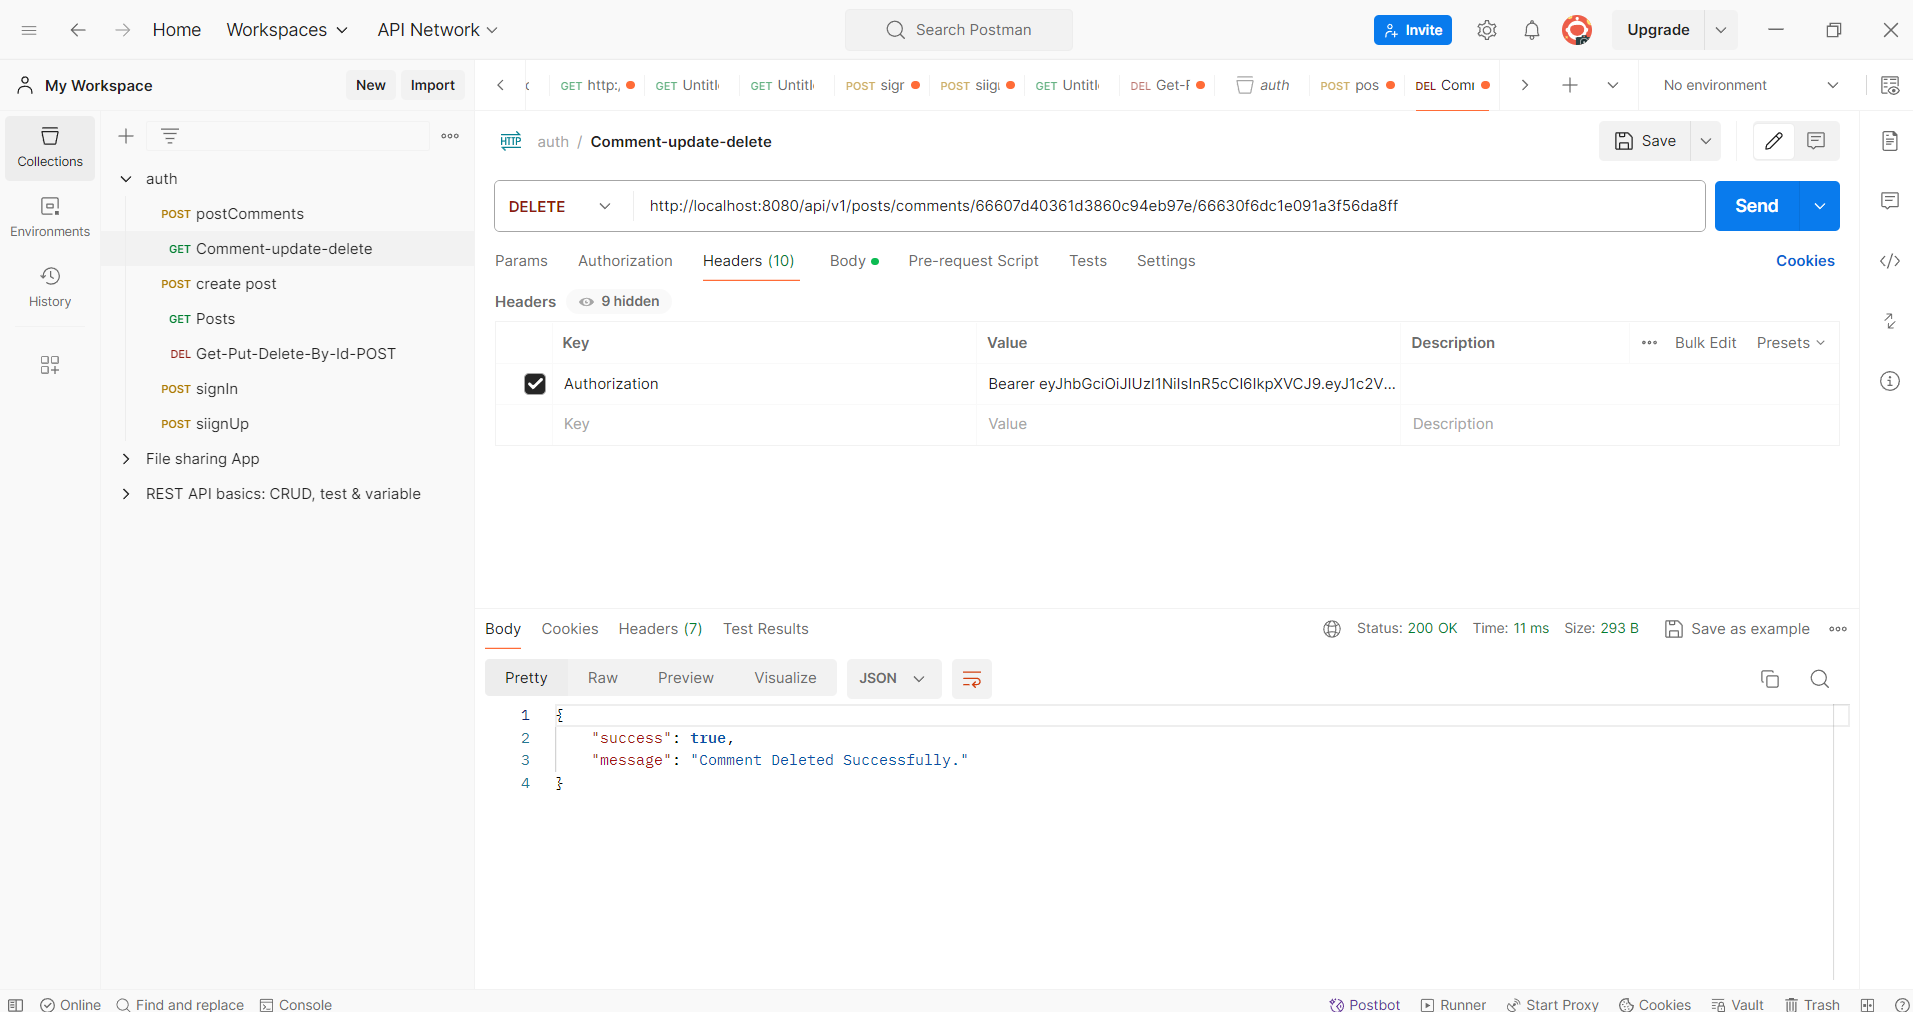 Home
Workspaces
API Network
Search Postman
Invite
Upgrade
My Workspace
New
Import
GET http:/
GET Untitl
GET Untitl
POST sigr
POST siig
GET Untitl
DEL Get-F
auth
POST pos
DEL Comr
No environment
Collections
Environments
History
auth
POST postComments
GET Comment-update-delete
POST create post
GET Posts
DEL Get-Put-Delete-By-Id-POST
POST signIn
POST siignUp
File sharing App
REST API basics: CRUD, test & variable
HTTP auth / Comment-update-delete
Save
DELETE
http://localhost:8080/api/v1/posts/comments/66607d40361d3860c94eb97e/66630f6dc1e091a3f56da8ff
Send
Params
Authorization
Headers (10)
Body
Pre-request Script
Tests
Settings
Cookies
Headers
9 hidden
Key
Value
Description
Bulk Edit
Presets
Authorization
Bearer eyJhbGciOiJIUzI1NiIsInR5cCI6IkpXVCJ9.eyJ1c2V...
Key
Value
Description
Body
Cookies
Headers (7)
Test Results
Status: 200 OK
Time: 11 ms
Size: 293 B
Save as example
Pretty
Raw
Preview
Visualize
JSON
1 {
2 "success": true,
3 "message": "Comment Deleted Successfully."
4 }
Online
Find and replace
Console
Postbot
Runner
Start Proxy
Cookies
Vault
Trash